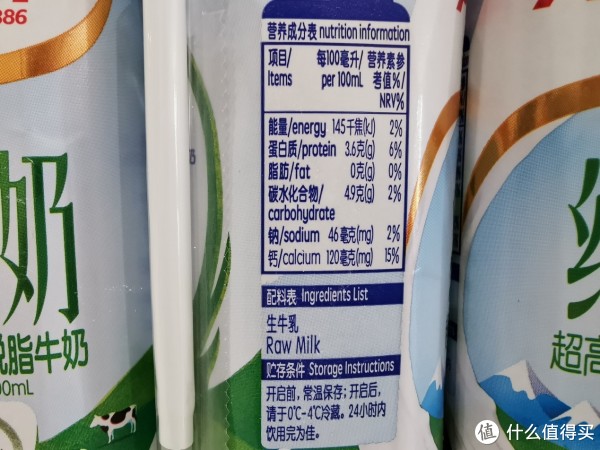 386
营养成分表 nutrition information
项目/ 每100毫升/ 营养素参
Items per 100mL 考值%/
NRV%
能量/energy 145千焦(kJ) 2%
蛋白质/protein 3.6克(g) 6%
脂肪/fat 0克(g) 0%
碳水化合物/ 4.9克(g) 2%
carbohydrate
钠/sodium 46毫克(mg) 2%
钙/calcium 120毫克(mg) 15%
配料表 Ingredients List
生牛乳
Raw Milk
贮存条件 Storage Instructions
开启前,常温保存;开启后,
请于0℃-4℃冷藏。24小时内
饮用完为佳。
奶
脱脂牛奶
00mL
超高
值 什么值得买